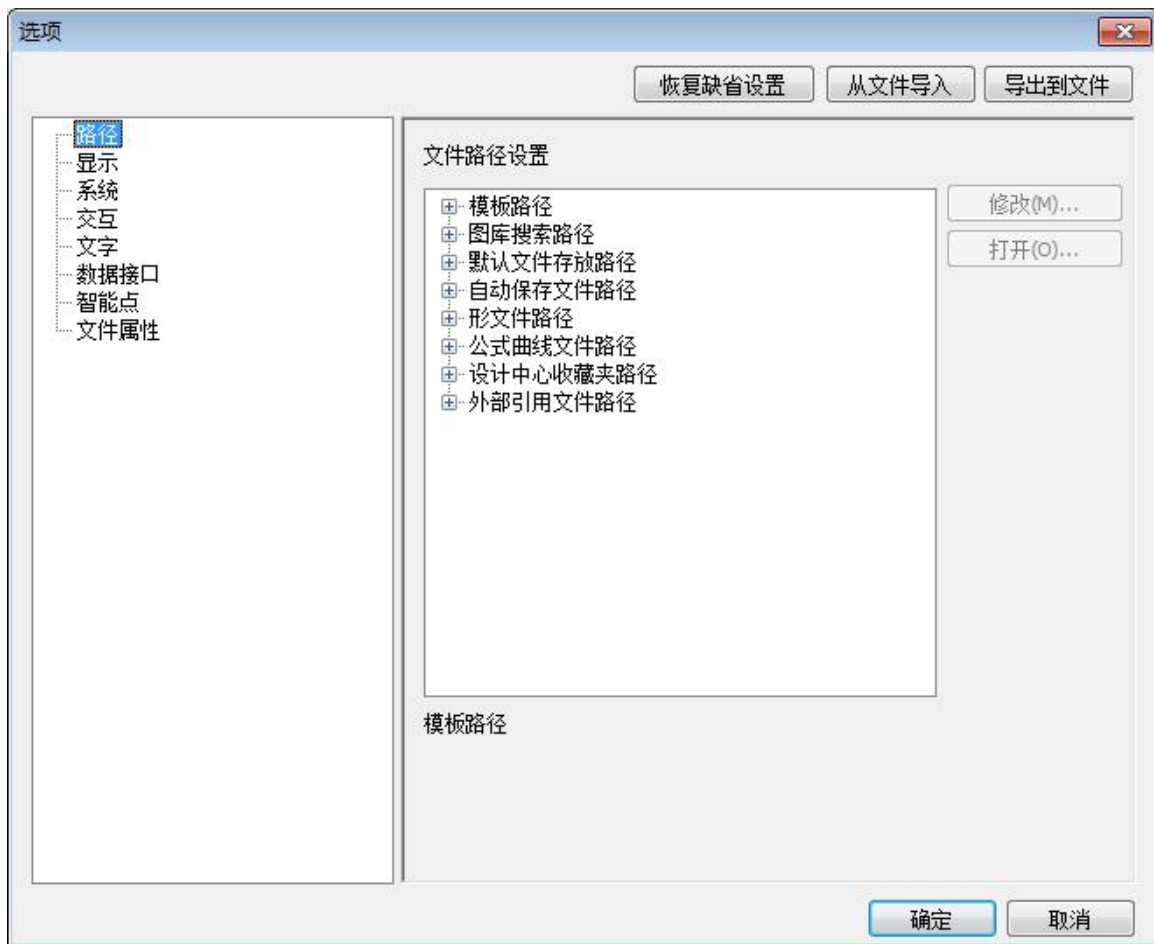 选项
恢复缺省设置 从文件导入 导出到文件
路径
显示
系统
交互
文字
数据接口
智能点
文件属性
文件路径设置
模板路径
图库搜索路径
默认文件存放路径
自动保存文件路径
形文件路径
公式曲线文件路径
设计中心收藏夹路径
外部引用文件路径
修改(M)...
打开(O)...
模板路径
确定 取消